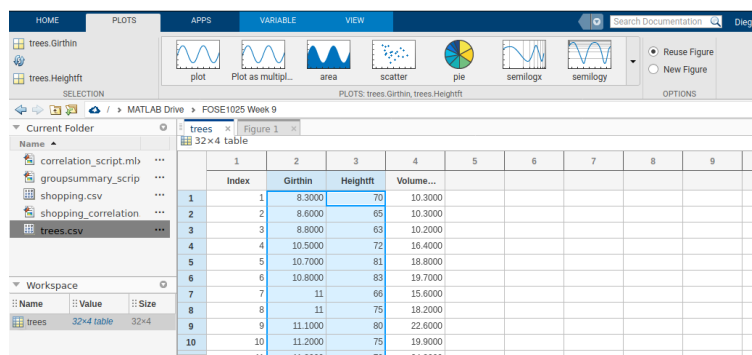 HOME PLOTS APPS VARIABLE VIEW Search Documentation Dieg
trees.Girthin
trees.Heightft
plot Plot as multipl... area scatter pie semilogx semilogy
Reuse Figure
New Figure
SELECTION PLOTS: trees.Girthin, trees.Heightft OPTIONS
/ > MATLAB Drive > FOSE1025 Week 9
Current Folder
Name
correlation_script.mlx
groupsummary_scrip
shopping.csv
shopping_correlation
trees.csv
Workspace
Name Value Size
trees 32×4 table 32×4
trees × Figure 1 ×
32×4 table
1 2 3 4 5 6 7 8 9
Index Girthin Heightft Volume...
1 1 8.3000 70 10.3000
2 2 8.6000 65 10.3000
3 3 8.8000 63 10.2000
4 4 10.5000 72 16.4000
5 5 10.7000 81 18.8000
6 6 10.8000 83 19.7000
7 7 11 66 15.6000
8 8 11 75 18.2000
9 9 11.1000 80 22.6000
10 10 11.2000 75 19.9000